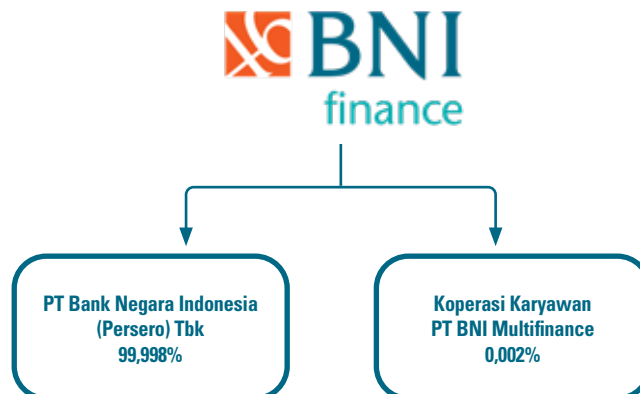 BNI
finance
PT Bank Negara Indonesia
(Persero) Tbk
99,998%
Koperasi Karyawan
PT BNI Multifinance
0,002%